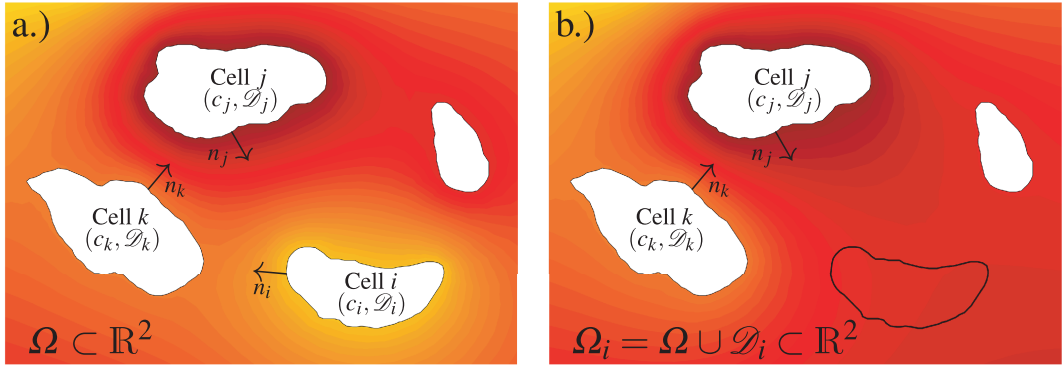 a.)
Cell j
(c_j, 𝒟_j)
n_j
n_k
Cell k
(c_k, 𝒟_k)
n_i
Cell i
(c_i, 𝒟_i)
Ω ⊂ ℝ²
b.)
Cell j
(c_j, 𝒟_j)
n_j
n_k
Cell k
(c_k, 𝒟_k)
Ω_i = Ω ∪ 𝒟_i ⊂ ℝ²